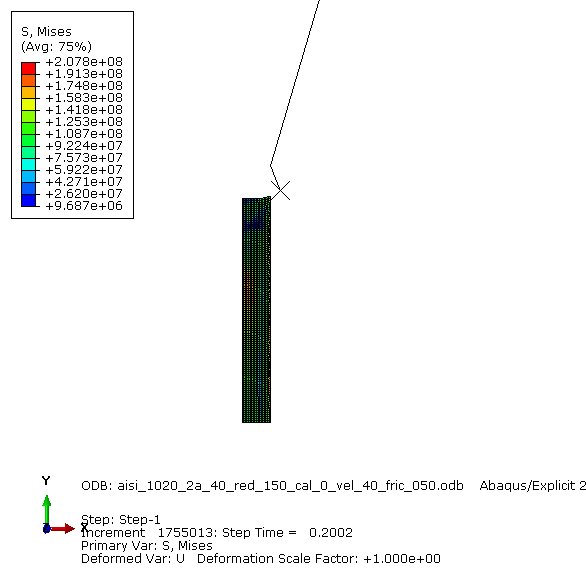 S, Mises
(Avg: 75%)
+2.078e+08
+1.913e+08
+1.748e+08
+1.583e+08
+1.418e+08
+1.253e+08
+1.087e+08
+9.224e+07
+7.573e+07
+5.922e+07
+4.271e+07
+2.620e+07
+9.687e+06
Y
X
ODB: aisi_1020_2a_40_red_150_cal_0_vel_40_fric_050.odb Abaqus/Explicit 2
Step: Step-1
Increment 1755013: Step Time = 0.2002
Primary Var: S, Mises
Deformed Var: U Deformation Scale Factor: +1.000e+00